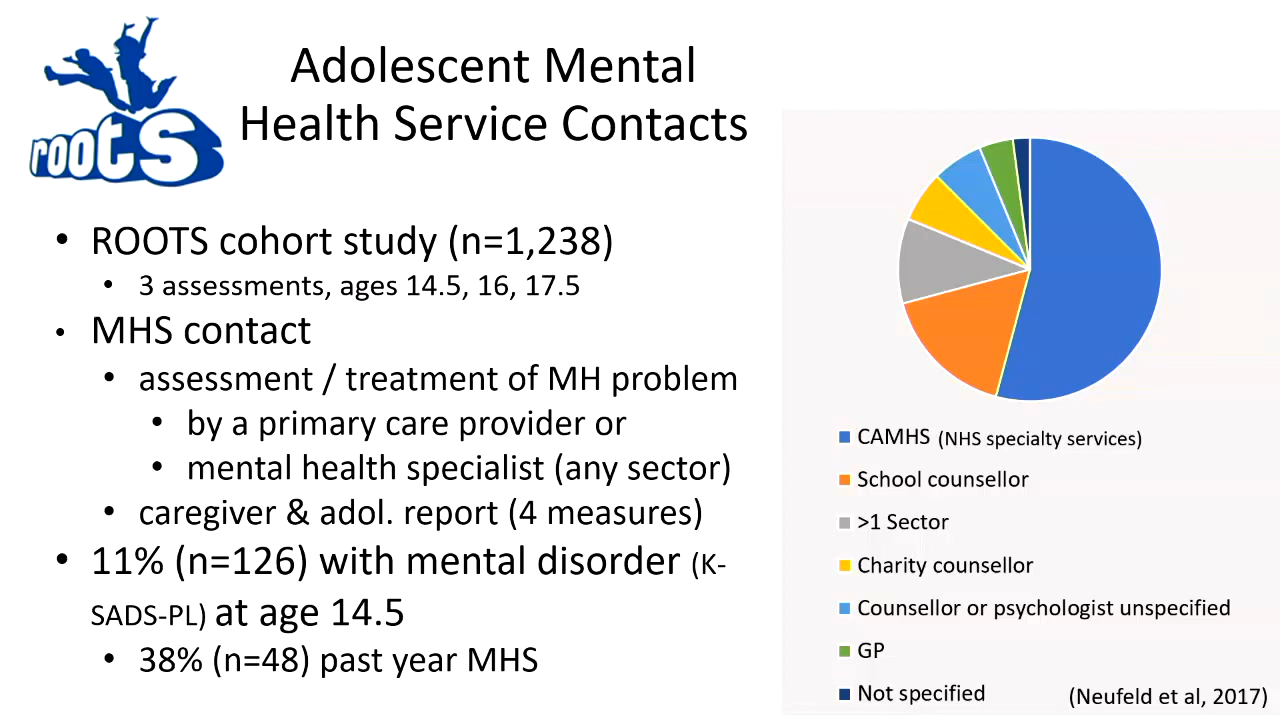 roots
Adolescent Mental
Health Service Contacts
• ROOTS cohort study (n=1,238)
• 3 assessments, ages 14.5, 16, 17.5
• MHS contact
• assessment / treatment of MH problem
• by a primary care provider or
• mental health specialist (any sector)
• caregiver & adol. report (4 measures)
• 11% (n=126) with mental disorder (K-
SADS-PL) at age 14.5
• 38% (n=48) past year MHS
CAMHS (NHS specialty services)
School counsellor
>1 Sector
Charity counsellor
Counsellor or psychologist unspecified
GP
Not specified
(Neufeld et al, 2017)